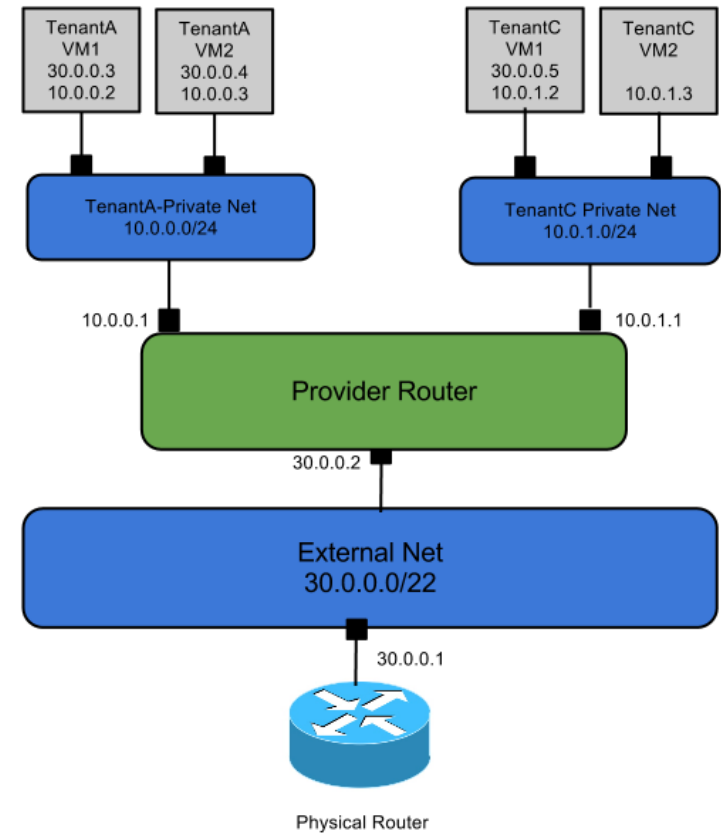 TenantA
VM1
30.0.0.3
10.0.0.2
TenantA
VM2
30.0.0.4
10.0.0.3
TenantC
VM1
30.0.0.5
10.0.1.2
TenantC
VM2
10.0.1.3
TenantA-Private Net
10.0.0.0/24
TenantC Private Net
10.0.1.0/24
10.0.0.1
10.0.1.1
Provider Router
30.0.0.2
External Net
30.0.0.0/22
30.0.0.1
Physical Router